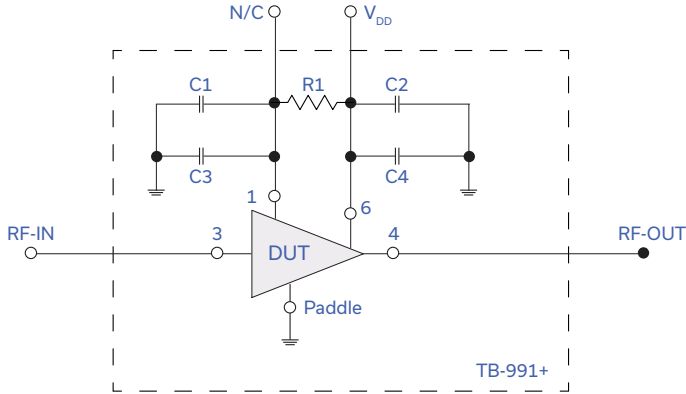 N/C
VDD
C1
R1
C2
C3
C4
1
6
RF-IN
3
DUT
4
RF-OUT
Paddle
TB-991+